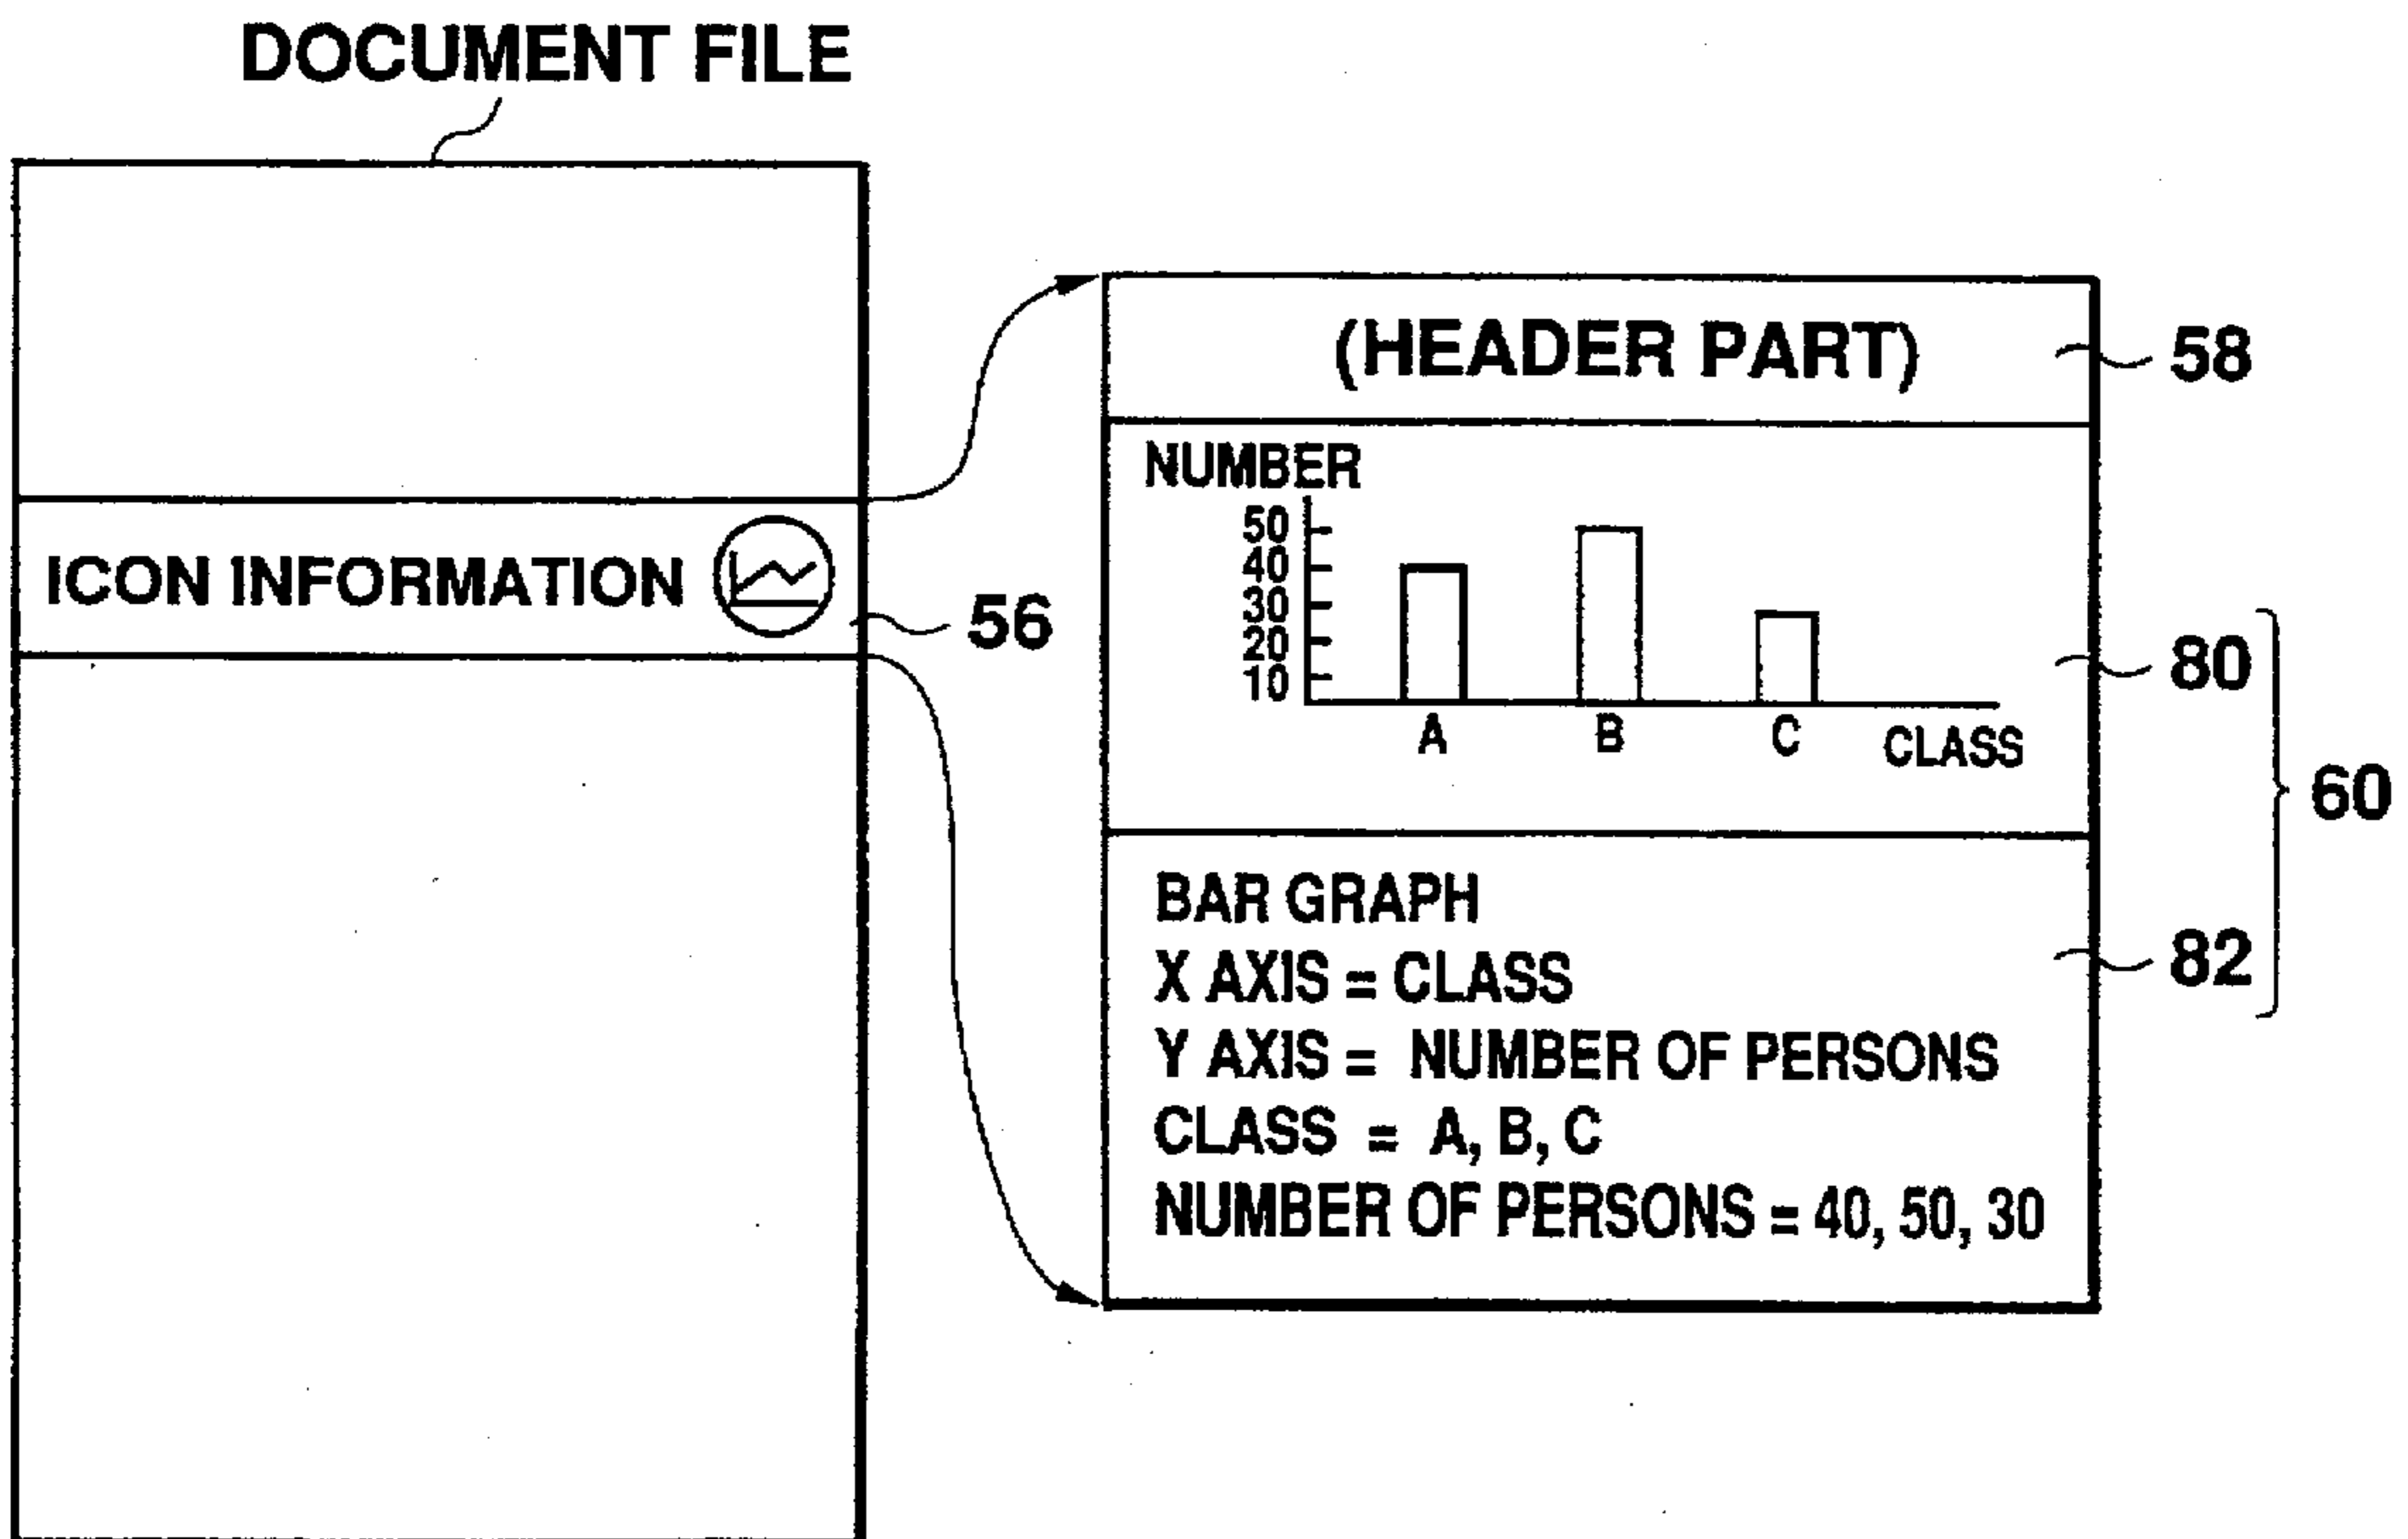 DOCUMENT FILE
ICON INFORMATION
56
(HEADER PART)
58
NUMBER
50
40
30
20
10
A B C CLASS
80
60
BAR GRAPH
X AXIS = CLASS
82
Y AXIS = NUMBER OF PERSONS
CLASS = A, B, C
NUMBER OF PERSONS = 40, 50, 30